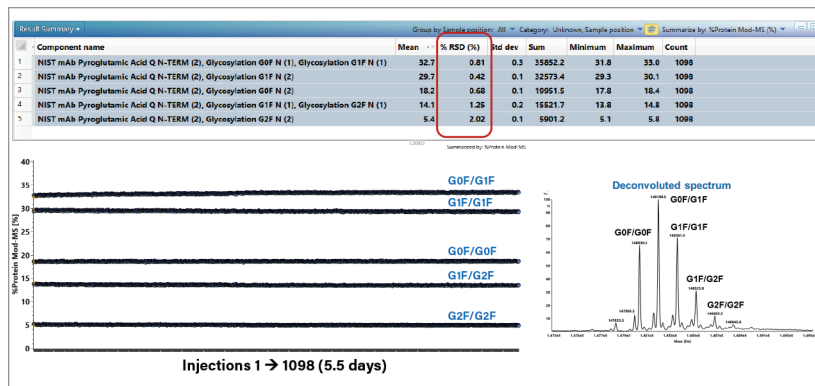 Result Summary
Group by Sample position: All Category: Unknown, Sample position # Summarize by: %Protein Mod-MS (%)
Component name Mean % RSD (%) Std dev Sum Minimum Maximum Count
1 NIST mAb Pyroglutamic Acid Q N-TERM (2), Glycosylation G0F N (1), Glycosylation G1F N (1) 32.7 0.81 0.3 35852.2 31.8 33.0 1098
2 NIST mAb Pyroglutamic Acid Q N-TERM (2), Glycosylation G1F N (2) 29.7 0.42 0.1 32573.4 29.3 30.1 1098
3 NIST mAb Pyroglutamic Acid Q N-TERM (2), Glycosylation G0F N (2) 18.2 0.68 0.1 19951.5 17.8 18.4 1098
4 NIST mAb Pyroglutamic Acid Q N-TERM (2), Glycosylation G1F N (1), Glycosylation G2F N (1) 14.1 1.25 0.2 15521.7 13.8 14.8 1098
5 NIST mAb Pyroglutamic Acid Q N-TERM (2), Glycosylation G2F N (2) 5.4 2.02 0.1 5901.2 5.1 5.8 1098
Summarized by: %Protein Mod-MS
%Protein Mod-MS [%]
40
35
30
25
20
15
10
5
0
G0F/G1F
G1F/G1F
G0F/G0F
G1F/G2F
G2F/G2F
Injections 1 → 1098 (5.5 days)
Deconvoluted spectrum
G0F/G1F
G1F/G1F
G0F/G0F
G1F/G2F
G2F/G2F
Mass (Da)